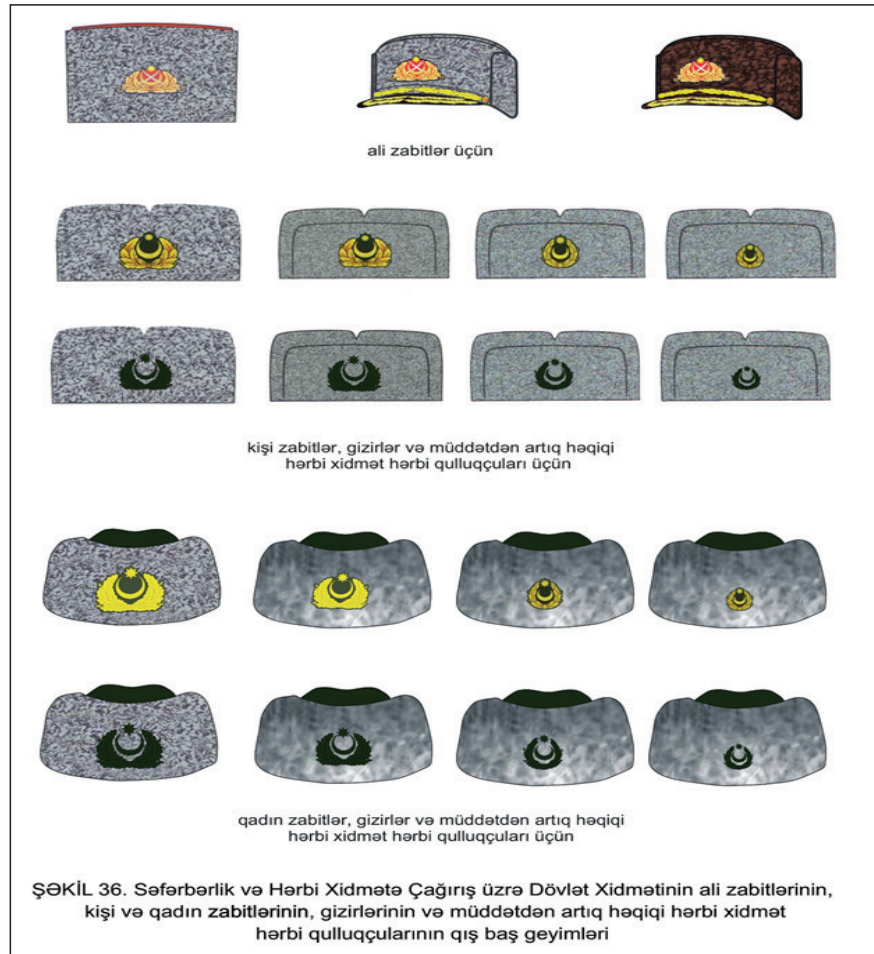 ali zabitlər üçün
kişi zabitlər, gizirlər və müddətdən artıq həqiqi
hərbi xidmət hərbi qulluqçuları üçün
qadın zabitlər, gizirlər və müddətdən artıq həqiqi
hərbi xidmət hərbi qulluqçuları üçün
ŞƏKİL 36. Səfərbərlik və Hərbi Xidmətə Çağırış üzrə Dövlət Xidmətinin ali zabitlərinin,
kişi və qadın zabitlərinin, gizirlərinin və müddətdən artıq həqiqi hərbi xidmət
hərbi qulluqçularının qış baş geyimləri